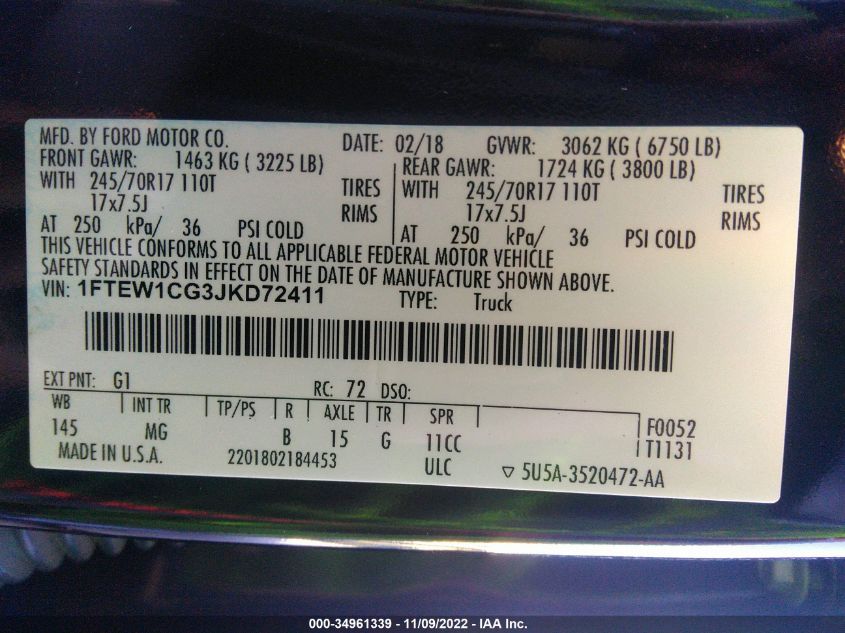 MFD. BY FORD MOTOR CO. DATE: 02/18 GVWR: 3062 KG ( 6750 LB)
FRONT GAWR: 1463 KG ( 3225 LB) REAR GAWR: 1724 KG ( 3800 LB)
WITH 245/70R17 110T TIRES WITH 245/70R17 110T TIRES
17x7.5J RIMS 17x7.5J RIMS
AT 250 kPa/ 36 PSI COLD AT 250 kPa/ 36 PSI COLD
THIS VEHICLE CONFORMS TO ALL APPLICABLE FEDERAL MOTOR VEHICLE
SAFETY STANDARDS IN EFFECT ON THE DATE OF MANUFACTURE SHOWN ABOVE.
VIN: 1FTEW1CG3JKD72411 TYPE: Truck
EXT PNT: G1 RC: 72 DSO:
WB INT TR TP/PS R AXLE TR SPR F0052
145 MG B 15 G 11CC T1131
MADE IN U.S.A. 2201802184453 ULC 5U5A-3520472-AA
000-34961339 - 11/09/2022 - IAA Inc.